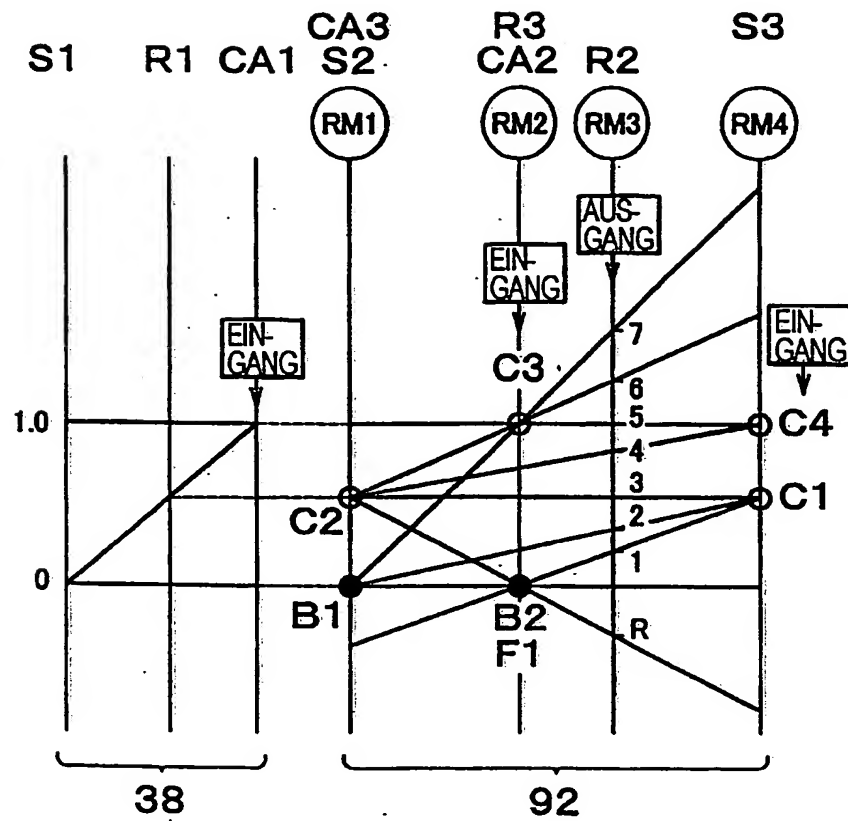 CA3 R3 S3
S1 R1 CA1 S2 CA2 R2
RM1 RM2 RM3 RM4
AUS-
GANG
EIN-
GANG
EIN-
GANG
EIN-
GANG
7
6
C3
1.0
5
C4
4
3
C2
C1
2
0
1
B1
B2
F1
R
38
92